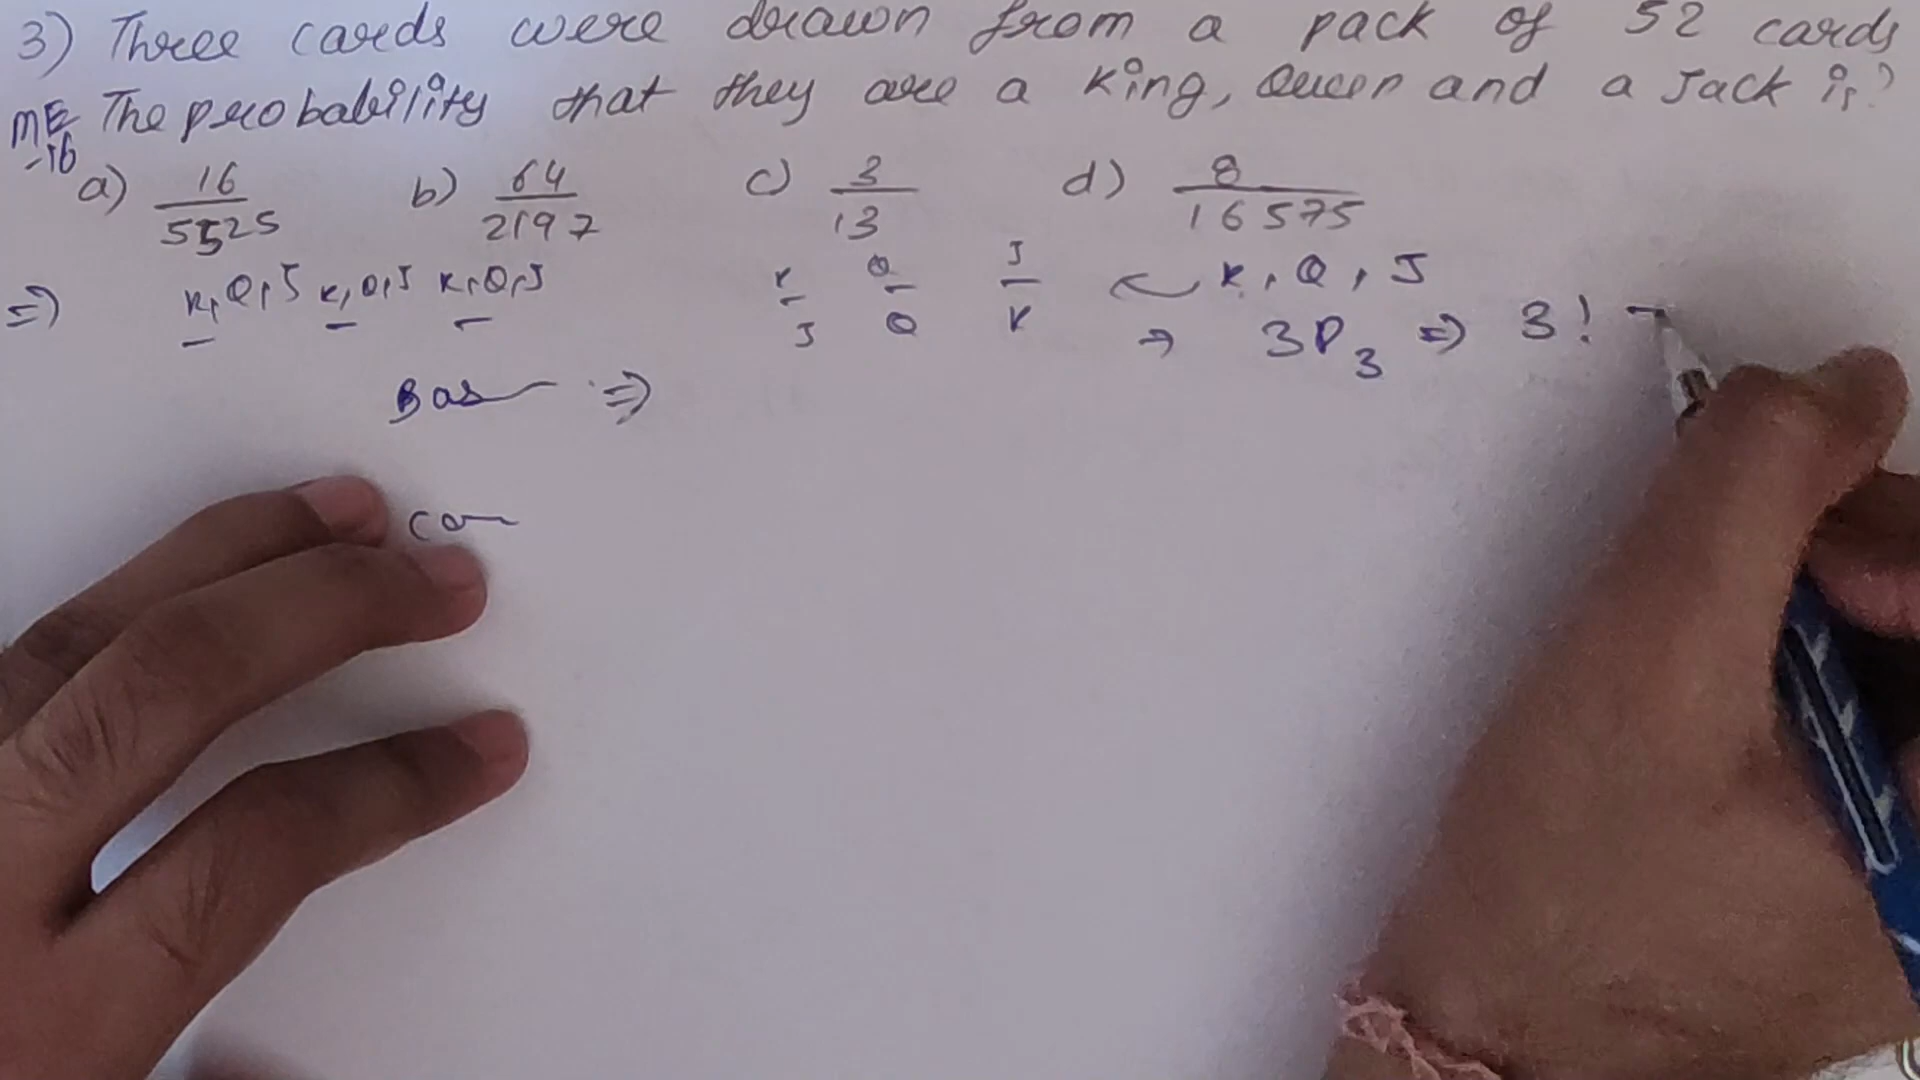 3) Three cards were drawn from a pack of 52 cards
ME-16 The probability that they are a King, Queen and a Jack is?
a) 16/5525 b) 64/2197 c) 3/13 d) 8/16575
=> K, Q, J K, Q, J K, Q, J K Q J ← K, Q, J
J Q K → 3P3 => 3! -
Bas =>
Con